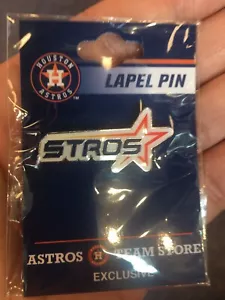 HOUSTON
ASTROS
LAPEL PIN
STROS
ASTROS H TEAM STORE
EXCLUSIVE